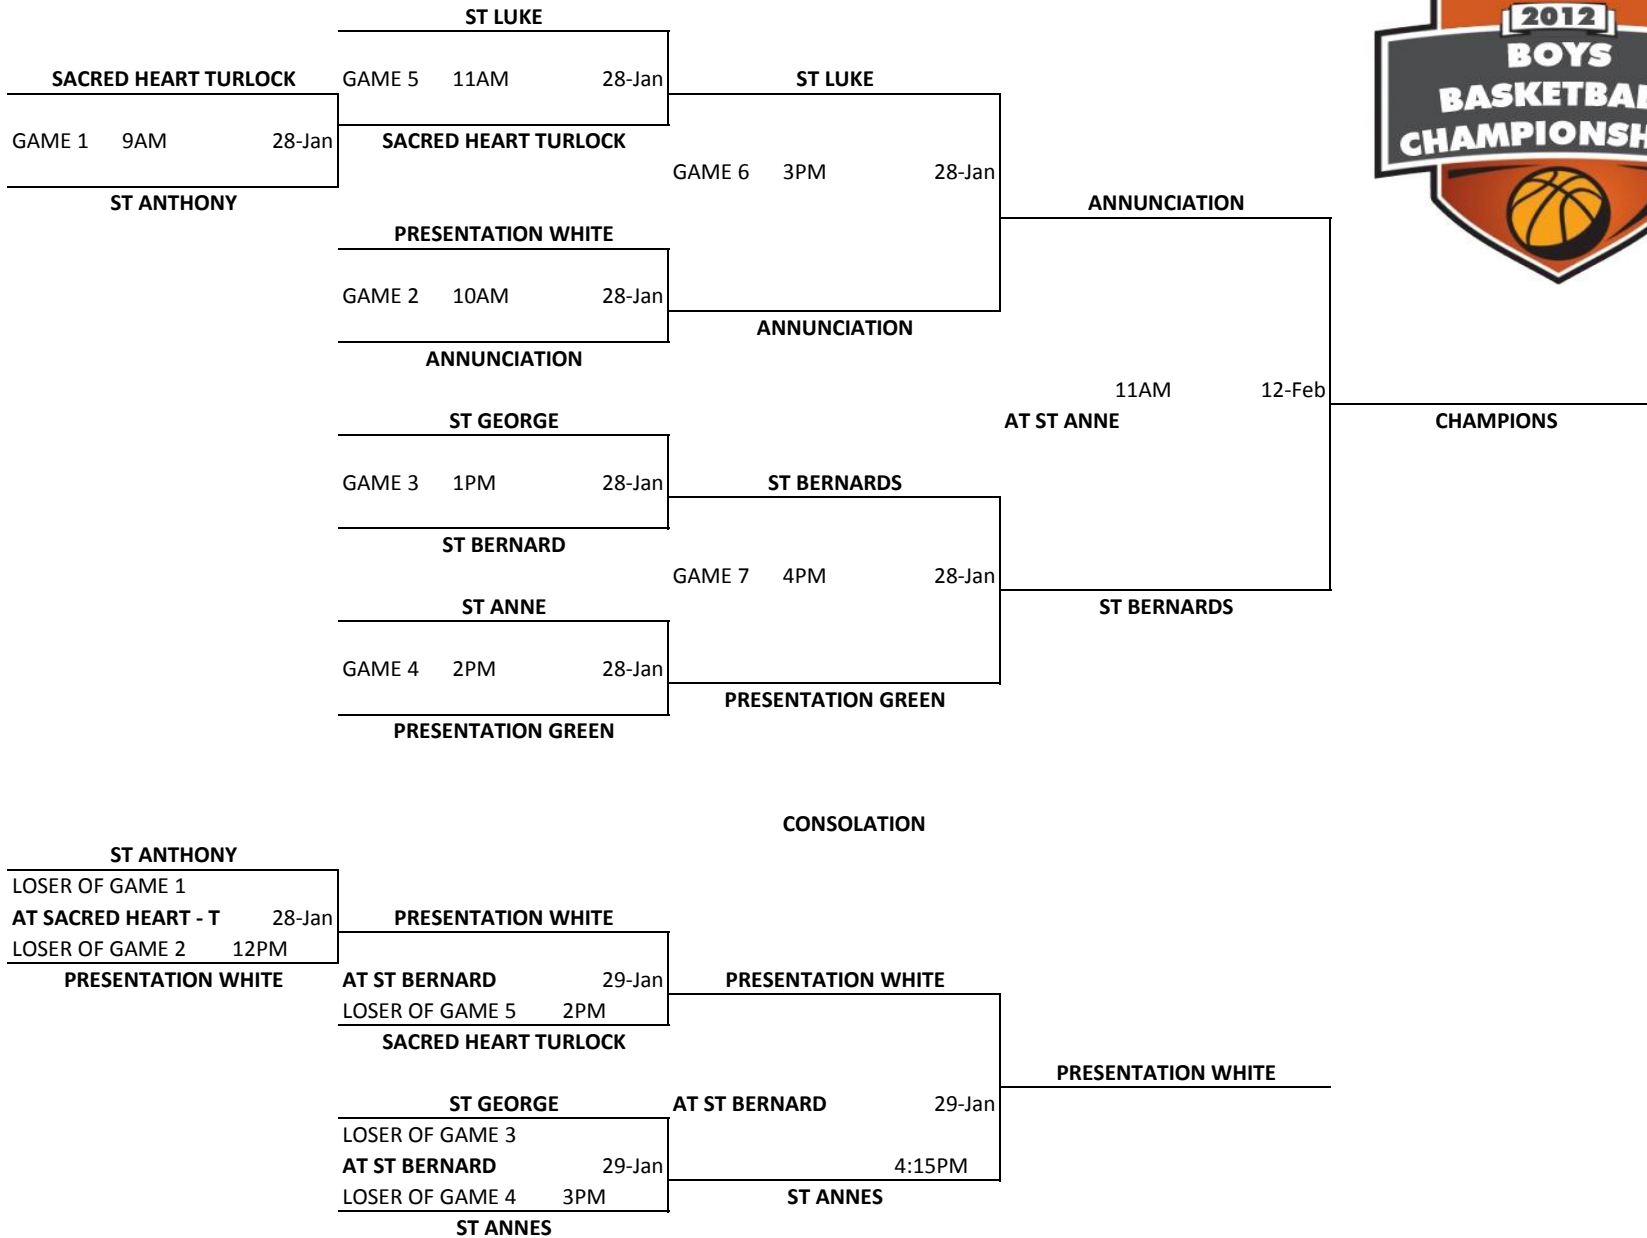 ST LUKE
2012
BOYS
SACRED HEART TURLOCK GAME 5 11AM 28-Jan ST LUKE
GAME 1 9AM 28-Jan SACRED HEART TURLOCK
GAME 6 3PM 28-Jan
ST ANTHONY ANNUNCIATION
PRESENTATION WHITE
GAME 2 10AM 28-Jan
ANNUNCIATION
ANNUNCIATION
11AM 12-Feb
ST GEORGE AT ST ANNE CHAMPIONS
GAME 3 1PM 28-Jan ST BERNARDS
ST BERNARD
GAME 7 4PM 28-Jan
ST ANNE ST BERNARDS
GAME 4 2PM 28-Jan
PRESENTATION GREEN
PRESENTATION GREEN
CONSOLATION
ST ANTHONY
LOSER OF GAME 1
AT SACRED HEART - T 28-Jan PRESENTATION WHITE
LOSER OF GAME 2 12PM
PRESENTATION WHITE AT ST BERNARD 29-Jan PRESENTATION WHITE
LOSER OF GAME 5 2PM
SACRED HEART TURLOCK
PRESENTATION WHITE
ST GEORGE AT ST BERNARD 29-Jan
LOSER OF GAME 3
AT ST BERNARD 29-Jan 4:15PM
LOSER OF GAME 4 3PM ST ANNES
ST ANNES